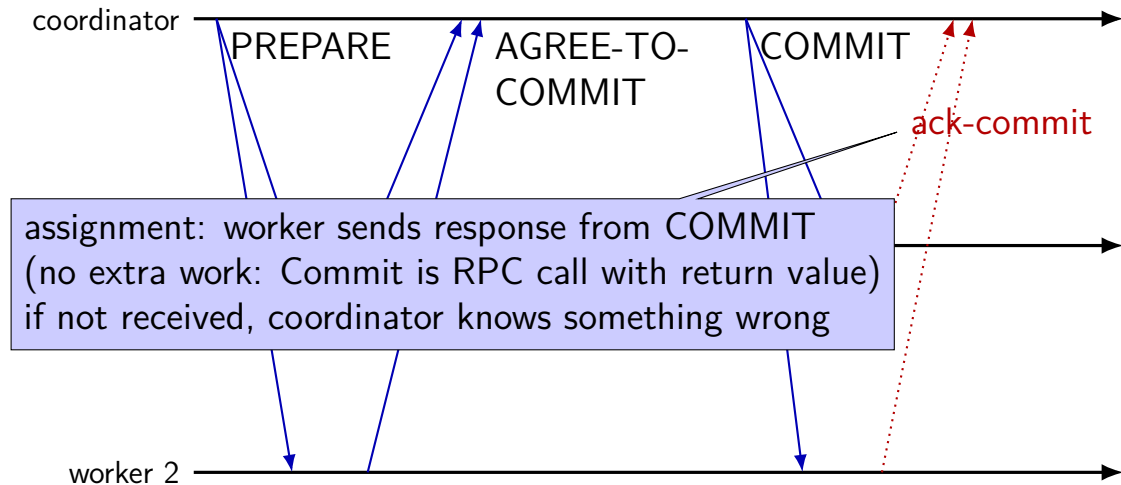 coordinator
PREPARE
AGREE-TO-
COMMIT
COMMIT
ack-commit
assignment: worker sends response from COMMIT
(no extra work: Commit is RPC call with return value)
if not received, coordinator knows something wrong
worker 2